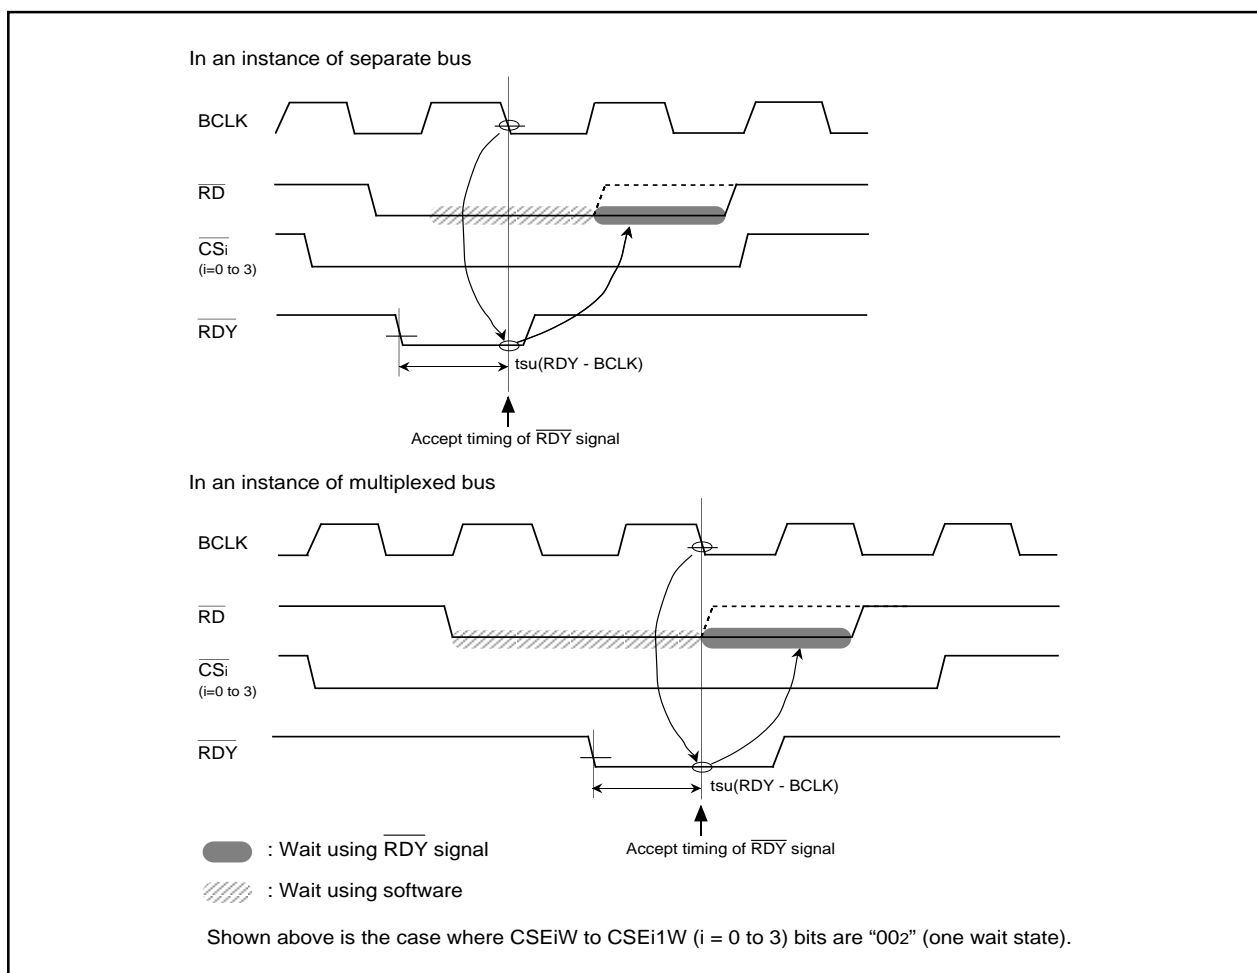 In an instance of separate bus
BCLK
RD
CSi
(i=0 to 3)
RDY
tsu(RDY - BCLK)
Accept timing of RDY signal
In an instance of multiplexed bus
BCLK
RD
CSi
(i=0 to 3)
RDY
tsu(RDY - BCLK)
Accept timing of RDY signal
: Wait using RDY signal
: Wait using software
Shown above is the case where CSEiW to CSEi1W (i = 0 to 3) bits are “002” (one wait state).